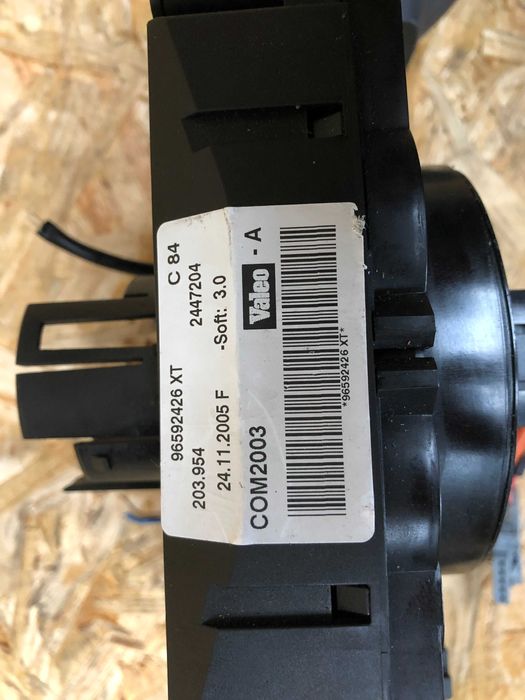 96592426 XT C 84
203.954 2447204
24.11.2005 F -Soft: 3.0
COM2003 Valeo - A
*96592426 XT*